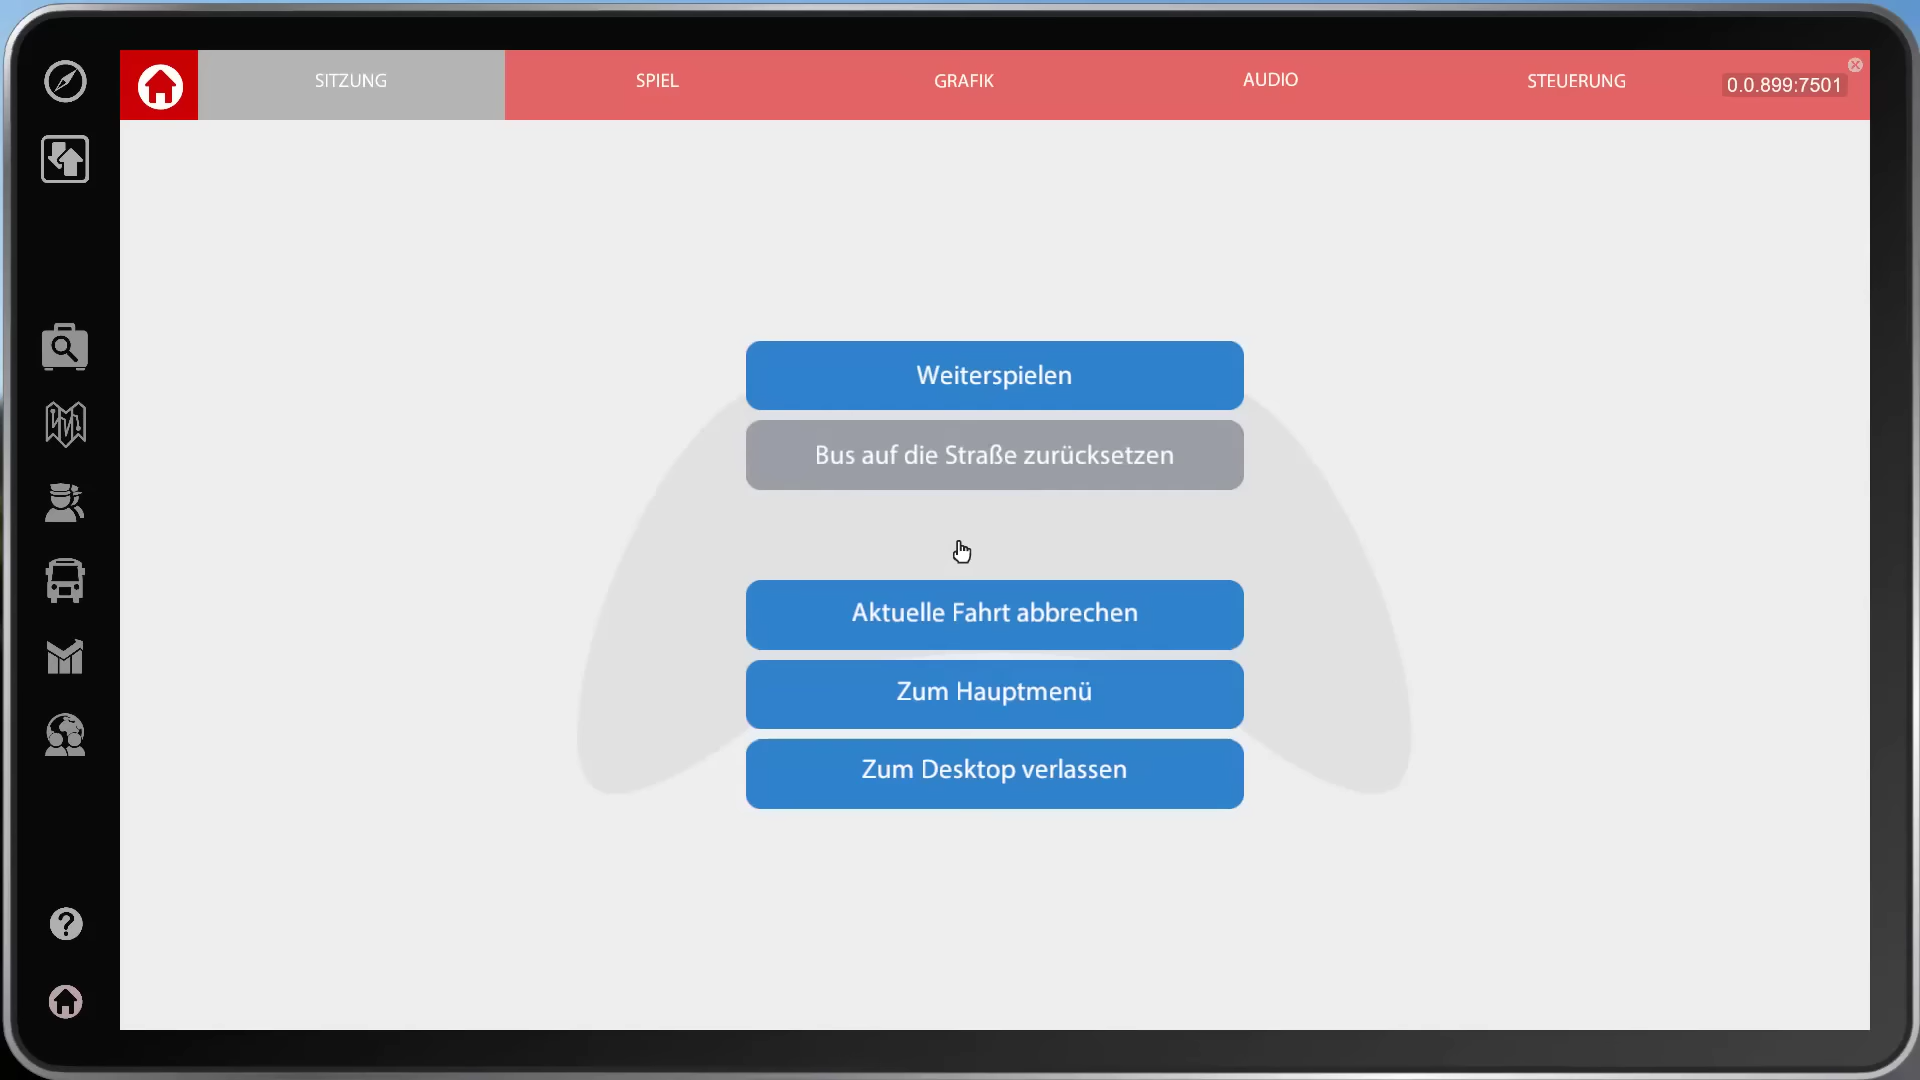 SITZUNG
SPIEL
GRAFIK
AUDIO
STEUERUNG
0.0.899:7501
Weiterspielen
Bus auf die Straße zurücksetzen
Aktuelle Fahrt abbrechen
Zum Hauptmenü
Zum Desktop verlassen